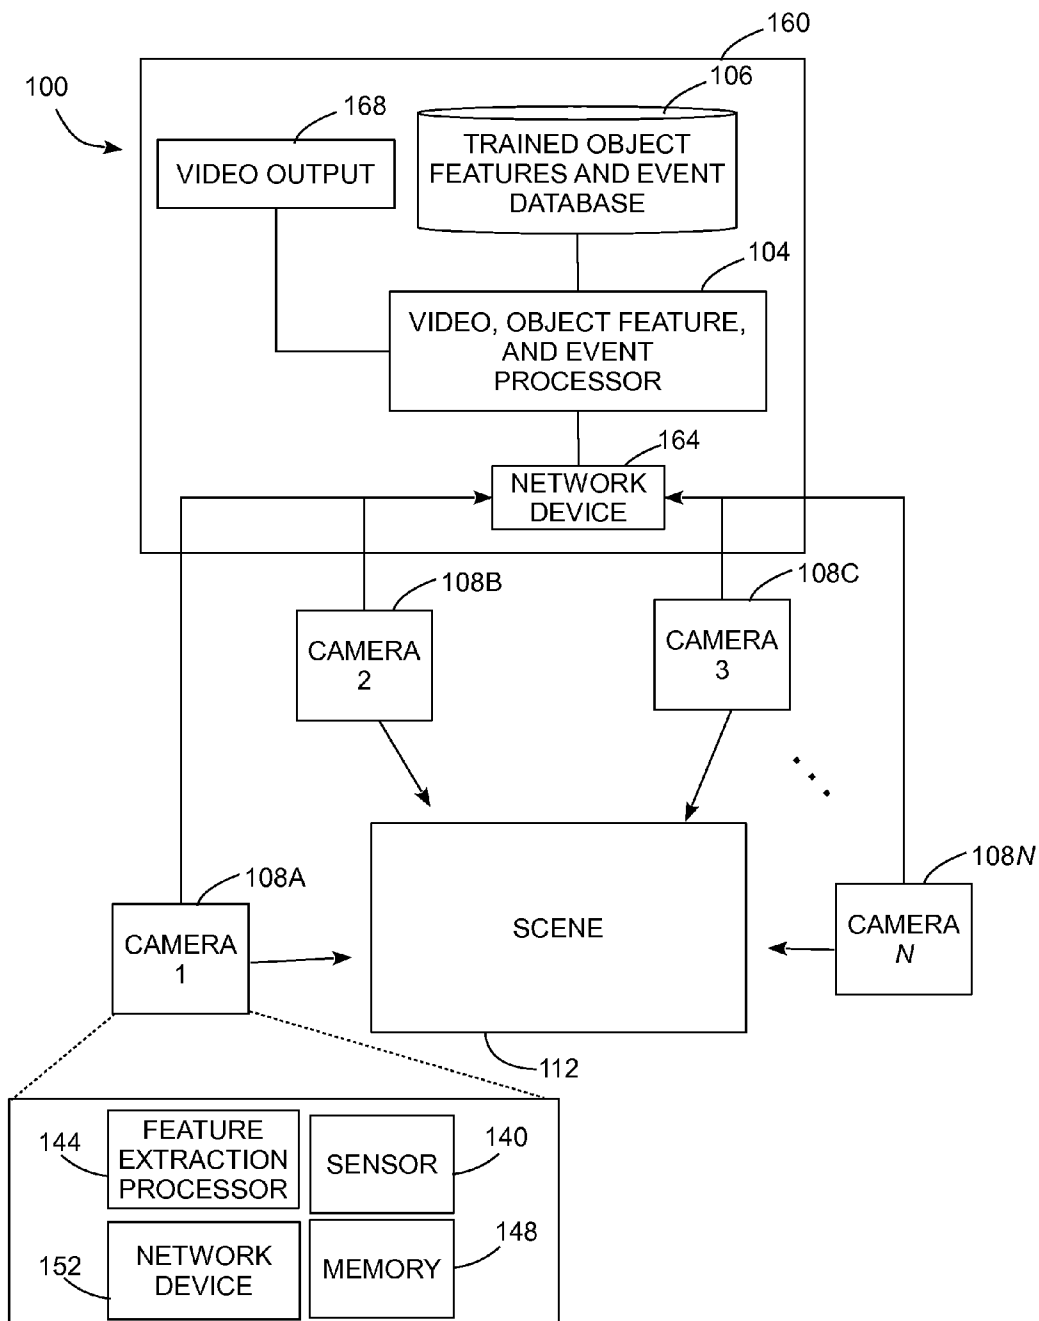 160
100
168
106
VIDEO OUTPUT
TRAINED OBJECT
FEATURES AND EVENT
DATABASE
104
VIDEO, OBJECT FEATURE,
AND EVENT
PROCESSOR
164
NETWORK
DEVICE
108B
108C
CAMERA
2
CAMERA
3
108A
108N
CAMERA
1
SCENE
CAMERA
N
112
144
FEATURE
EXTRACTION
PROCESSOR
SENSOR
140
152
NETWORK
DEVICE
MEMORY
148